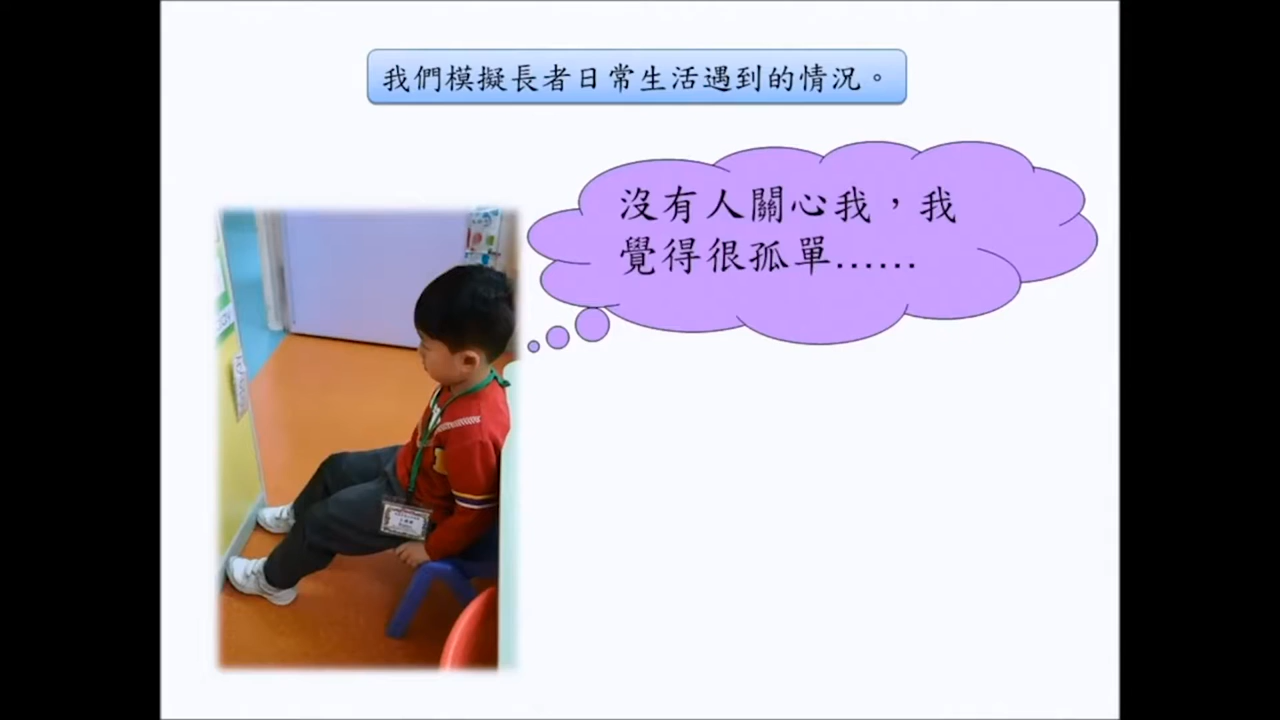 我們模擬長者日常生活遇到的情況。
沒有人關心我，我
覺得很孤單……